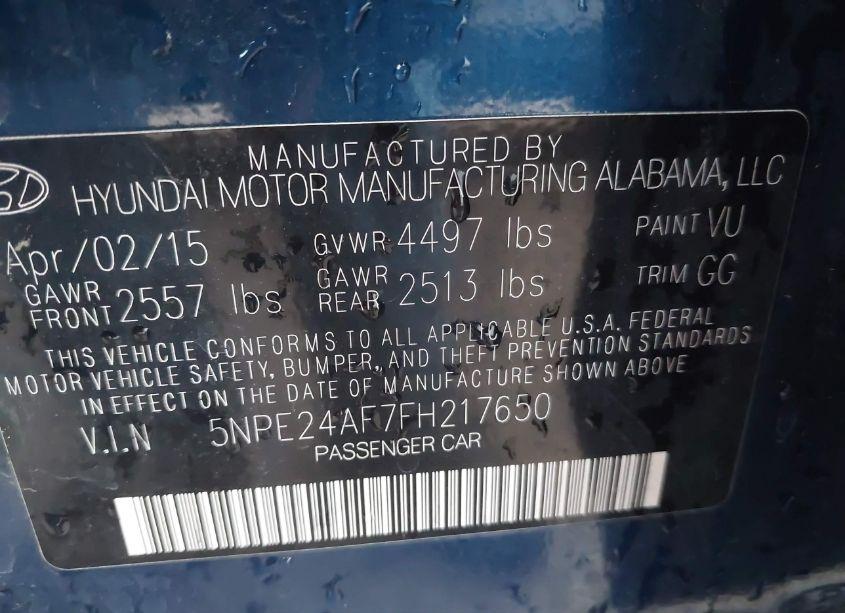 MANUFACTURED BY
HYUNDAI MOTOR MANUFACTURING ALABAMA, LLC
Apr/02/15 GVWR 4497 lbs PAINT VU
GAWR FRONT 2557 lbs GAWR REAR 2513 lbs TRIM GG
THIS VEHICLE CONFORMS TO ALL APPLICABLE U.S.A. FEDERAL
MOTOR VEHICLE SAFETY, BUMPER, AND THEFT PREVENTION STANDARDS
IN EFFECT ON THE DATE OF MANUFACTURE SHOWN ABOVE
V.I.N 5NPE24AF7FH217650
PASSENGER CAR